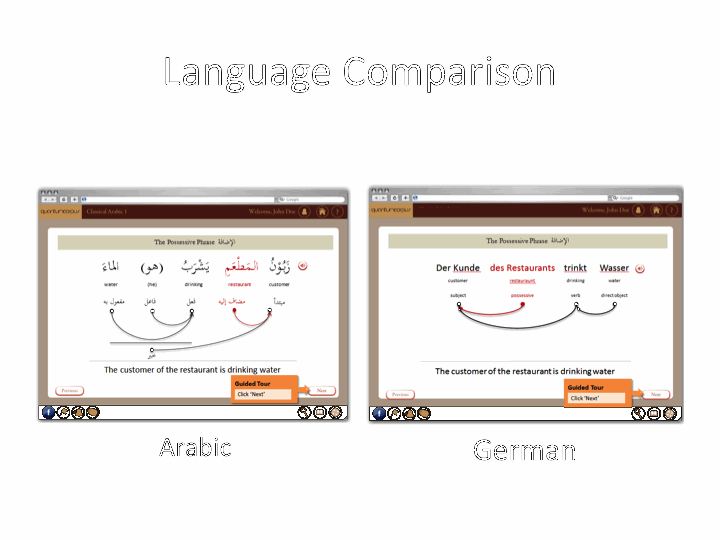 Language Comparison
Classical Arabic 1
Welcome, John Doe
The Possessive Phrase الإضافة
زَبُوْنُ المَطْعَمِ يَشْرَبُ (هو) الماءَ
water (he) drinking restaurant customer
مبتدأ مضاف إليه فعل فاعل مفعول به
خبر
The customer of the restaurant is drinking water
Guided Tour
Click 'Next'
Previous
Next
Arabic
Google
Welcome, John Doe
The Possessive Phrase الإضافة
Der Kunde des Restaurants trinkt Wasser
customer restauraunt drinking water
subject possessive verb direct object
The customer of the restaurant is drinking water
Guided Tour
Click 'Next'
Previous
Next
German